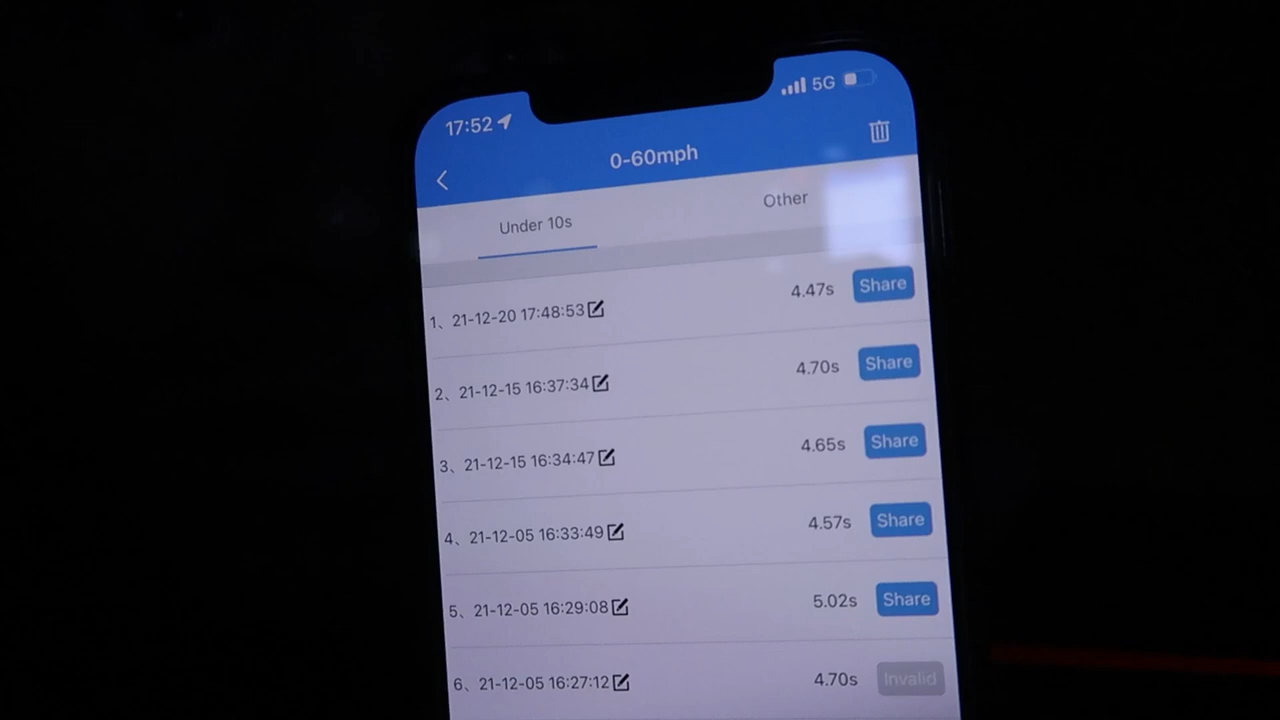 17:52 5G
0-60mph
Under 10s Other
1、21-12-20 17:48:53 4.47s Share
2、21-12-15 16:37:34 4.70s Share
3、21-12-15 16:34:47 4.65s Share
4、21-12-05 16:33:49 4.57s Share
5、21-12-05 16:29:08 5.02s Share
6、21-12-05 16:27:12 4.70s Invalid